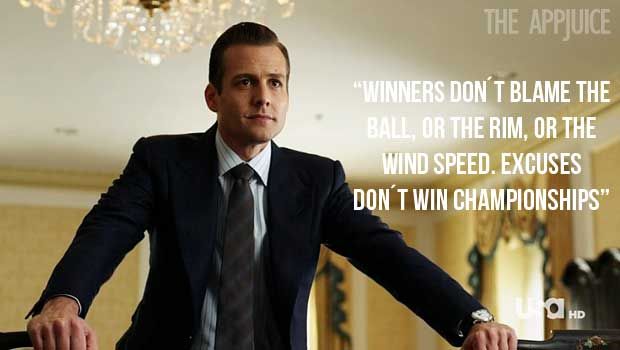 THE APPJUICE
“WINNERS DON´T BLAME THE
BALL, OR THE RIM, OR THE
WIND SPEED. EXCUSES
DON´T WIN CHAMPIONSHIPS”
usa HD